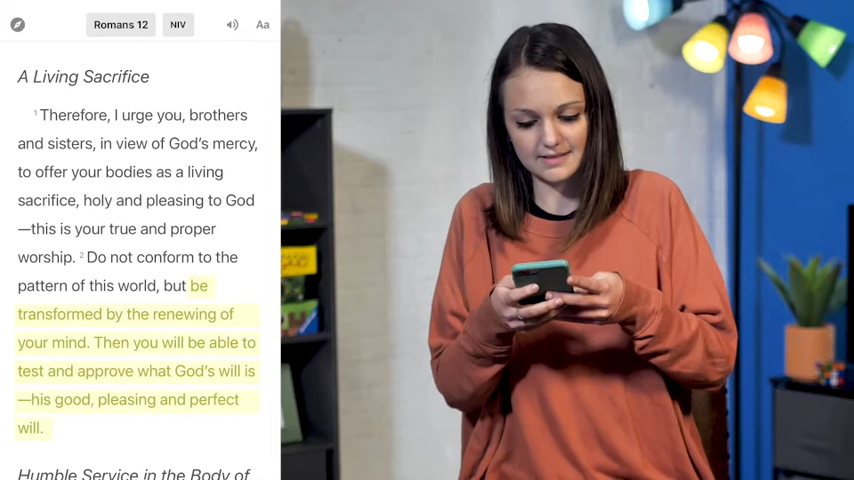 Romans 12 NIV Aa
A Living Sacrifice
1 Therefore, I urge you, brothers
and sisters, in view of God's mercy,
to offer your bodies as a living
sacrifice, holy and pleasing to God
—this is your true and proper
worship. 2 Do not conform to the
pattern of this world, but be
transformed by the renewing of
your mind. Then you will be able to
test and approve what God's will is
—his good, pleasing and perfect
will.
Humble Service in the Body of